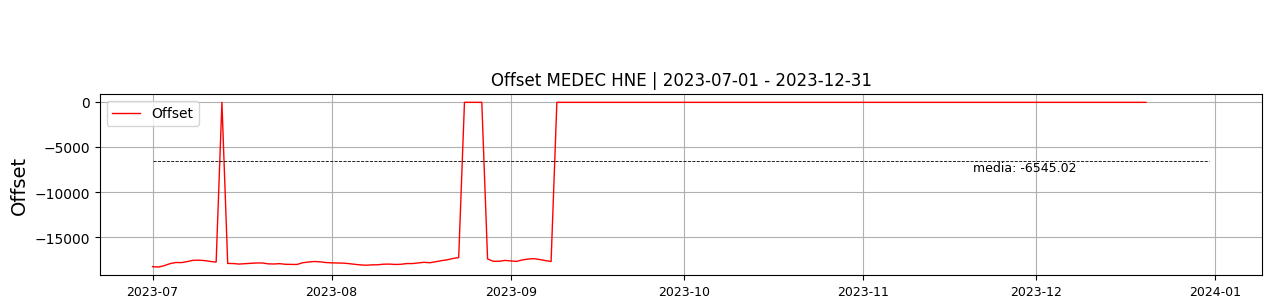 Offset MEDEC HNE | 2023-07-01 - 2023-12-31
Offset
0
−5000
−10000
−15000
Offset
media: -6545.02
2023-07
2023-08
2023-09
2023-10
2023-11
2023-12
2024-01